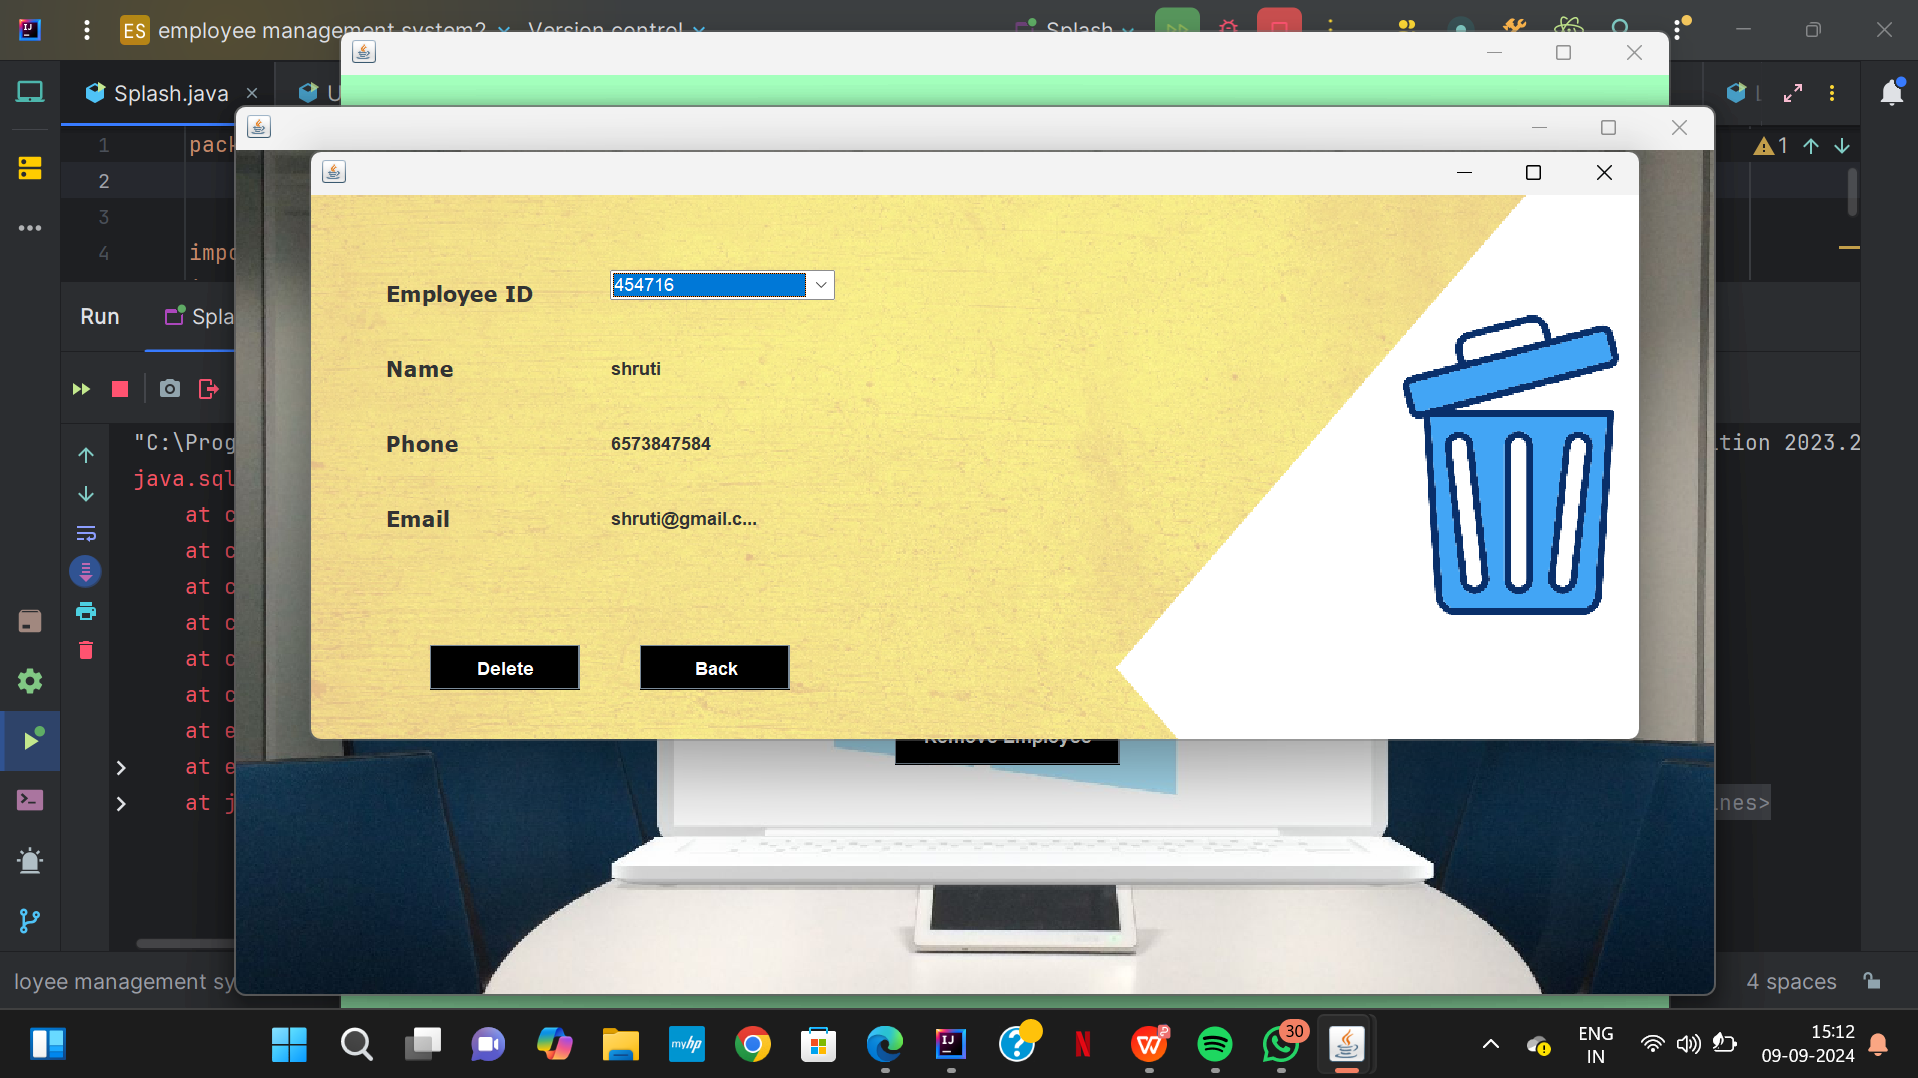 ES employee management system2 Version control Splash
Splash.java
1 pack
2
3
4 impo
1
Run Spla
"C:\Prog
ition 2023.2
java.sql
at c
at c
at c
at c
at c
at c
at e
at e
at j
nes>
Employee ID 454716
Name shruti
Phone 6573847584
Email shruti@gmail.c...
Delete Back
Remove Employee
loyee management sy
4 spaces
myhp
30
ENG
IN
15:12
09-09-2024